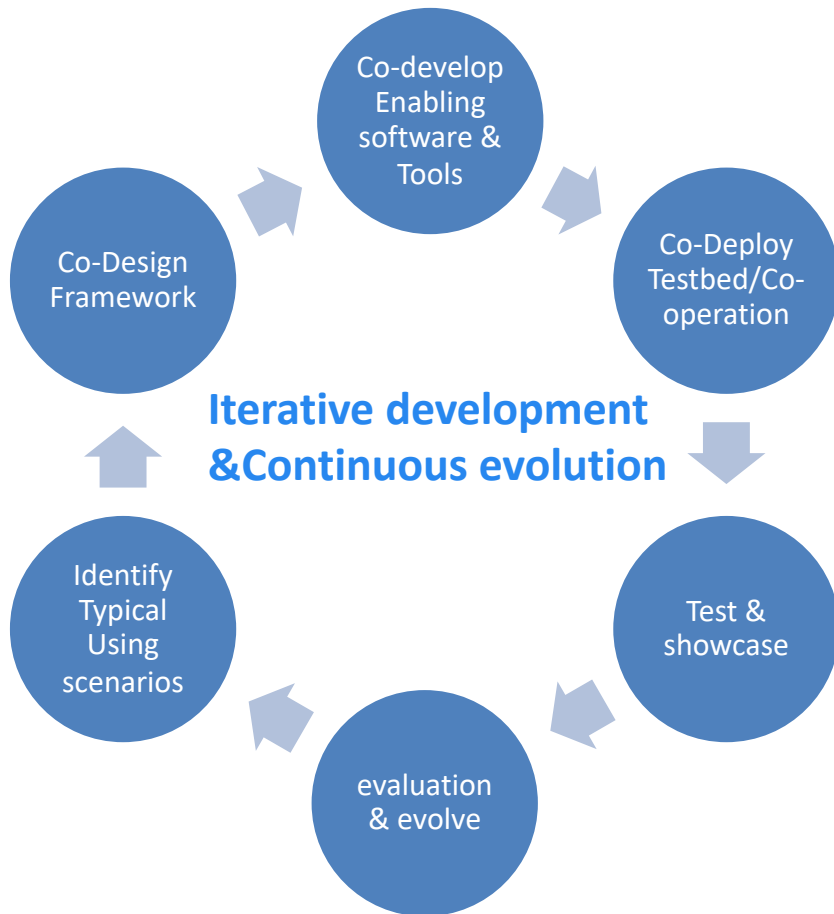 Co-develop
Enabling
software &
Tools
Co-Deploy
Testbed/Co-
operation
Test &
showcase
evaluation
& evolve
Identify
Typical
Using
scenarios
Co-Design
Framework
Iterative development
&Continuous evolution